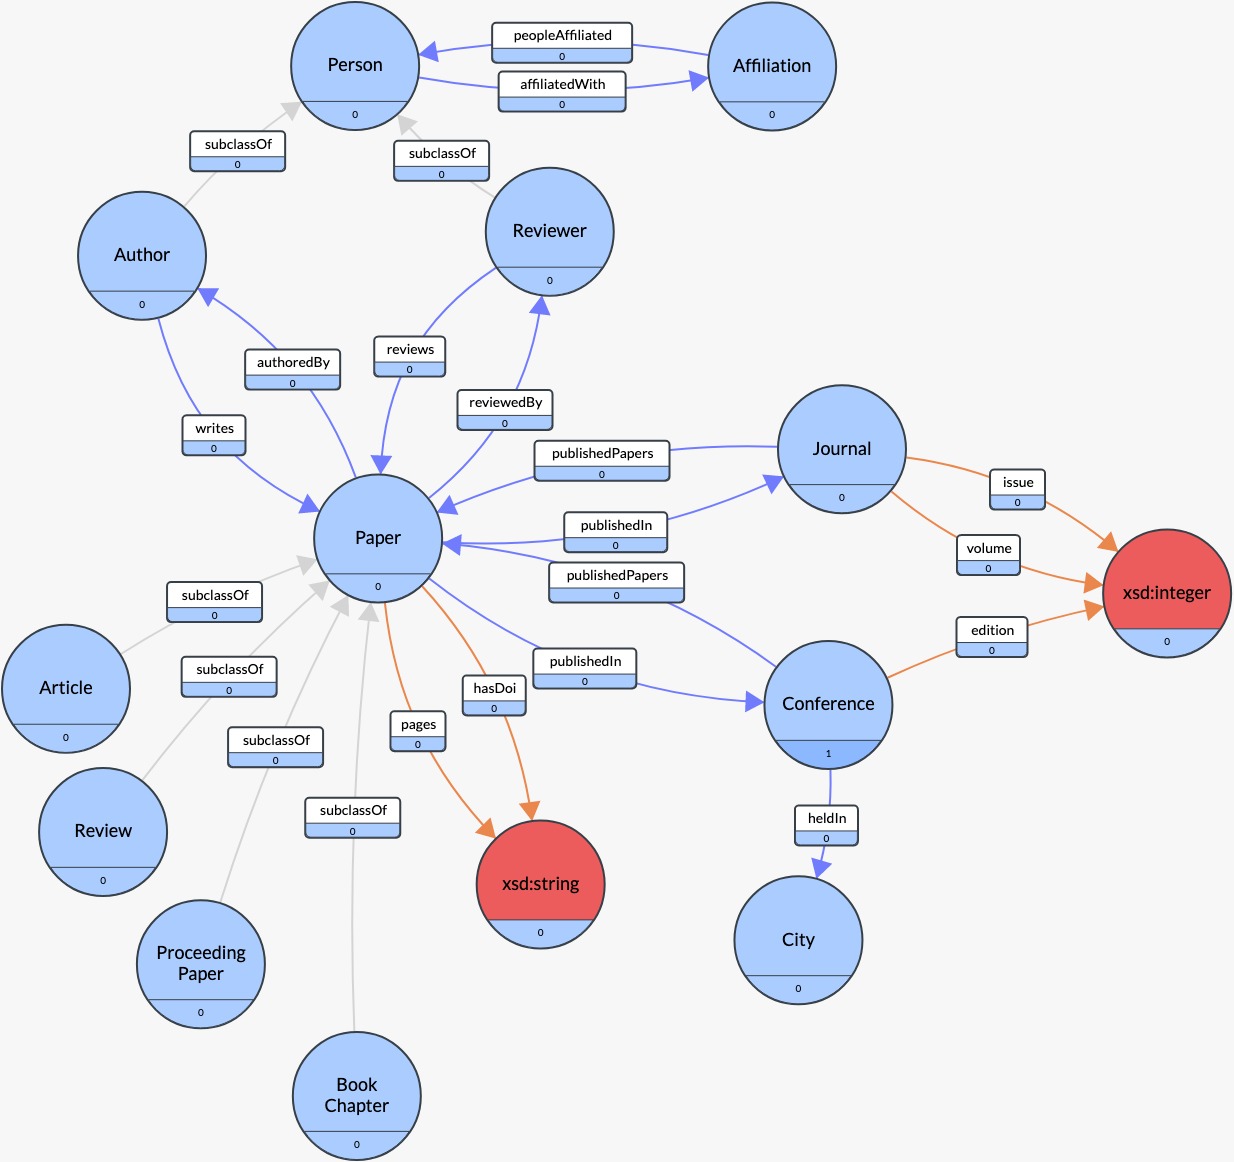 Person
0
peopleAffiliated
0
affiliatedWith
0
Affiliation
0
subclassOf
0
subclassOf
0
Author
0
Reviewer
0
authoredBy
0
reviews
0
reviewedBy
0
writes
0
publishedPapers
0
Journal
0
issue
0
publishedIn
0
volume
0
Paper
0
publishedPapers
0
xsd:integer
0
subclassOf
0
edition
0
publishedIn
0
subclassOf
0
hasDoi
0
Article
0
Conference
1
pages
0
subclassOf
0
subclassOf
0
heldIn
0
Review
0
xsd:string
0
City
0
Proceeding
Paper
0
Book
Chapter
0